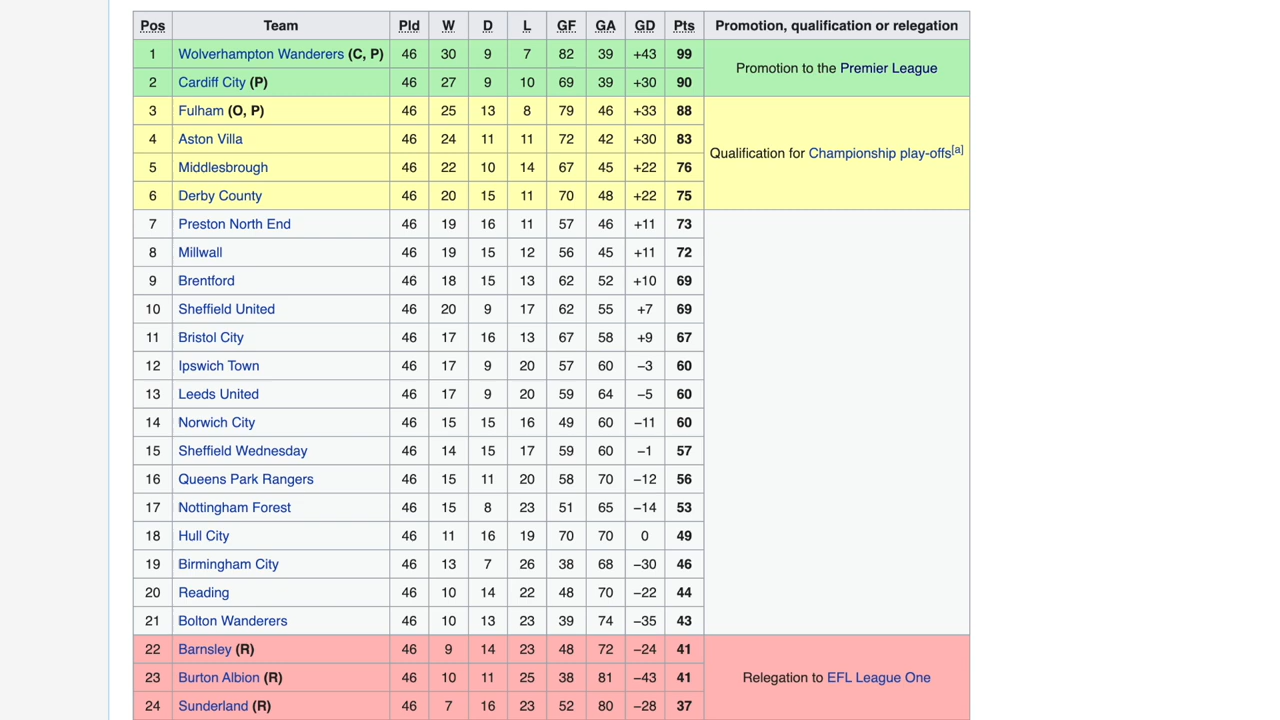 Pos Team Pld W D L GF GA GD Pts Promotion, qualification or relegation
1 Wolverhampton Wanderers (C, P) 46 30 9 7 82 39 +43 99 Promotion to the Premier League
2 Cardiff City (P) 46 27 9 10 69 39 +30 90
3 Fulham (O, P) 46 25 13 8 79 46 +33 88 Qualification for Championship play-offs[a]
4 Aston Villa 46 24 11 11 72 42 +30 83
5 Middlesbrough 46 22 10 14 67 45 +22 76
6 Derby County 46 20 15 11 70 48 +22 75
7 Preston North End 46 19 16 11 57 46 +11 73
8 Millwall 46 19 15 12 56 45 +11 72
9 Brentford 46 18 15 13 62 52 +10 69
10 Sheffield United 46 20 9 17 62 55 +7 69
11 Bristol City 46 17 16 13 67 58 +9 67
12 Ipswich Town 46 17 9 20 57 60 −3 60
13 Leeds United 46 17 9 20 59 64 −5 60
14 Norwich City 46 15 15 16 49 60 −11 60
15 Sheffield Wednesday 46 14 15 17 59 60 −1 57
16 Queens Park Rangers 46 15 11 20 58 70 −12 56
17 Nottingham Forest 46 15 8 23 51 65 −14 53
18 Hull City 46 11 16 19 70 70 0 49
19 Birmingham City 46 13 7 26 38 68 −30 46
20 Reading 46 10 14 22 48 70 −22 44
21 Bolton Wanderers 46 10 13 23 39 74 −35 43
22 Barnsley (R) 46 9 14 23 48 72 −24 41
23 Burton Albion (R) 46 10 11 25 38 81 −43 41 Relegation to EFL League One
24 Sunderland (R) 46 7 16 23 52 80 −28 37